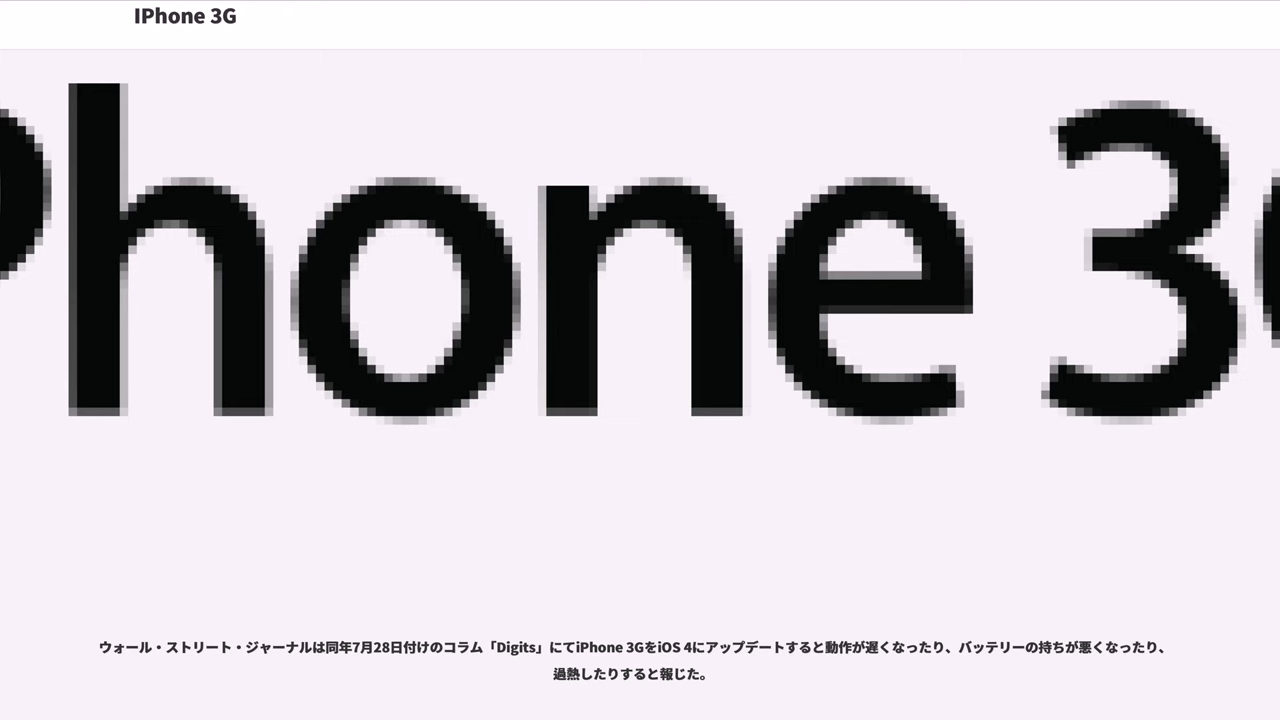 IPhone 3G
Phone 3G
ウォール・ストリート・ジャーナルは同年7月28日付けのコラム「Digits」にてiPhone 3GをiOS 4にアップデートすると動作が遅くなったり、バッテリーの持ちが悪くなったり、
過熱したりすると報じた。